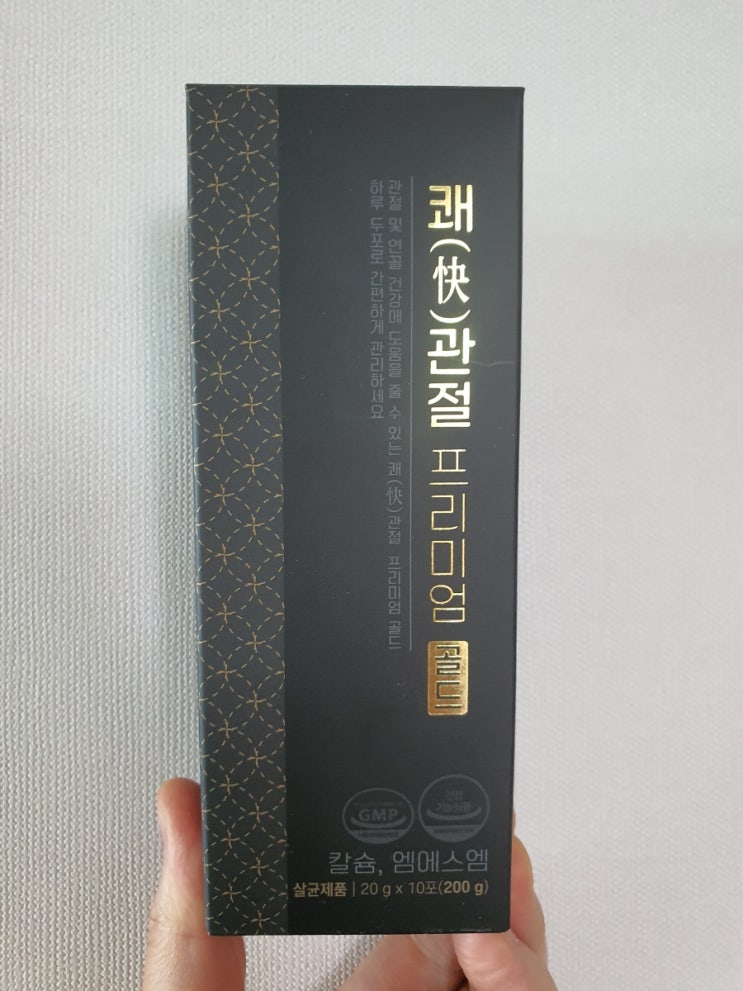 쾌(快)관절 프리미엄 골드
관절 및 연골 건강에 도움을 줄 수 있는 쾌(快)관절 프리미엄 골드
하루 두포로 간편하게 관리하세요
GMP
건강
기능식품
칼슘, 엠에스엠
살균제품 | 20 g x 10포(200 g)